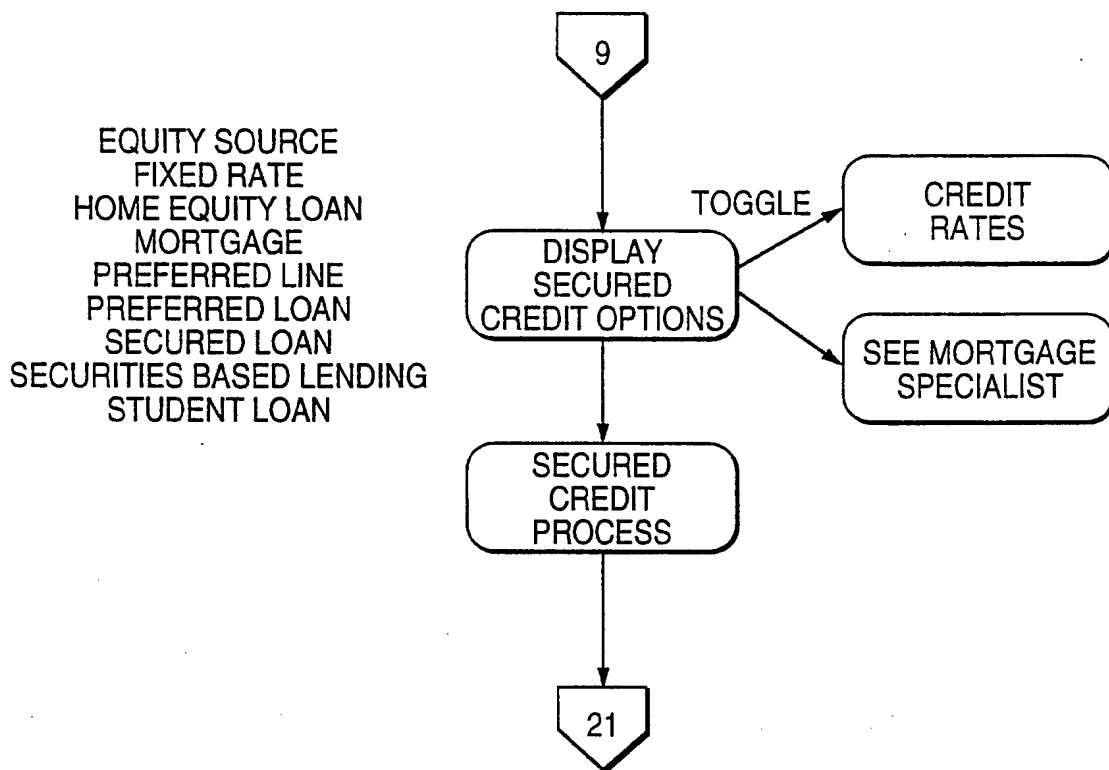 9
EQUITY SOURCE
FIXED RATE
HOME EQUITY LOAN
MORTGAGE
PREFERRED LINE
PREFERRED LOAN
SECURED LOAN
SECURITIES BASED LENDING
STUDENT LOAN
DISPLAY
SECURED
CREDIT OPTIONS
TOGGLE
CREDIT
RATES
SEE MORTGAGE
SPECIALIST
SECURED
CREDIT
PROCESS
21